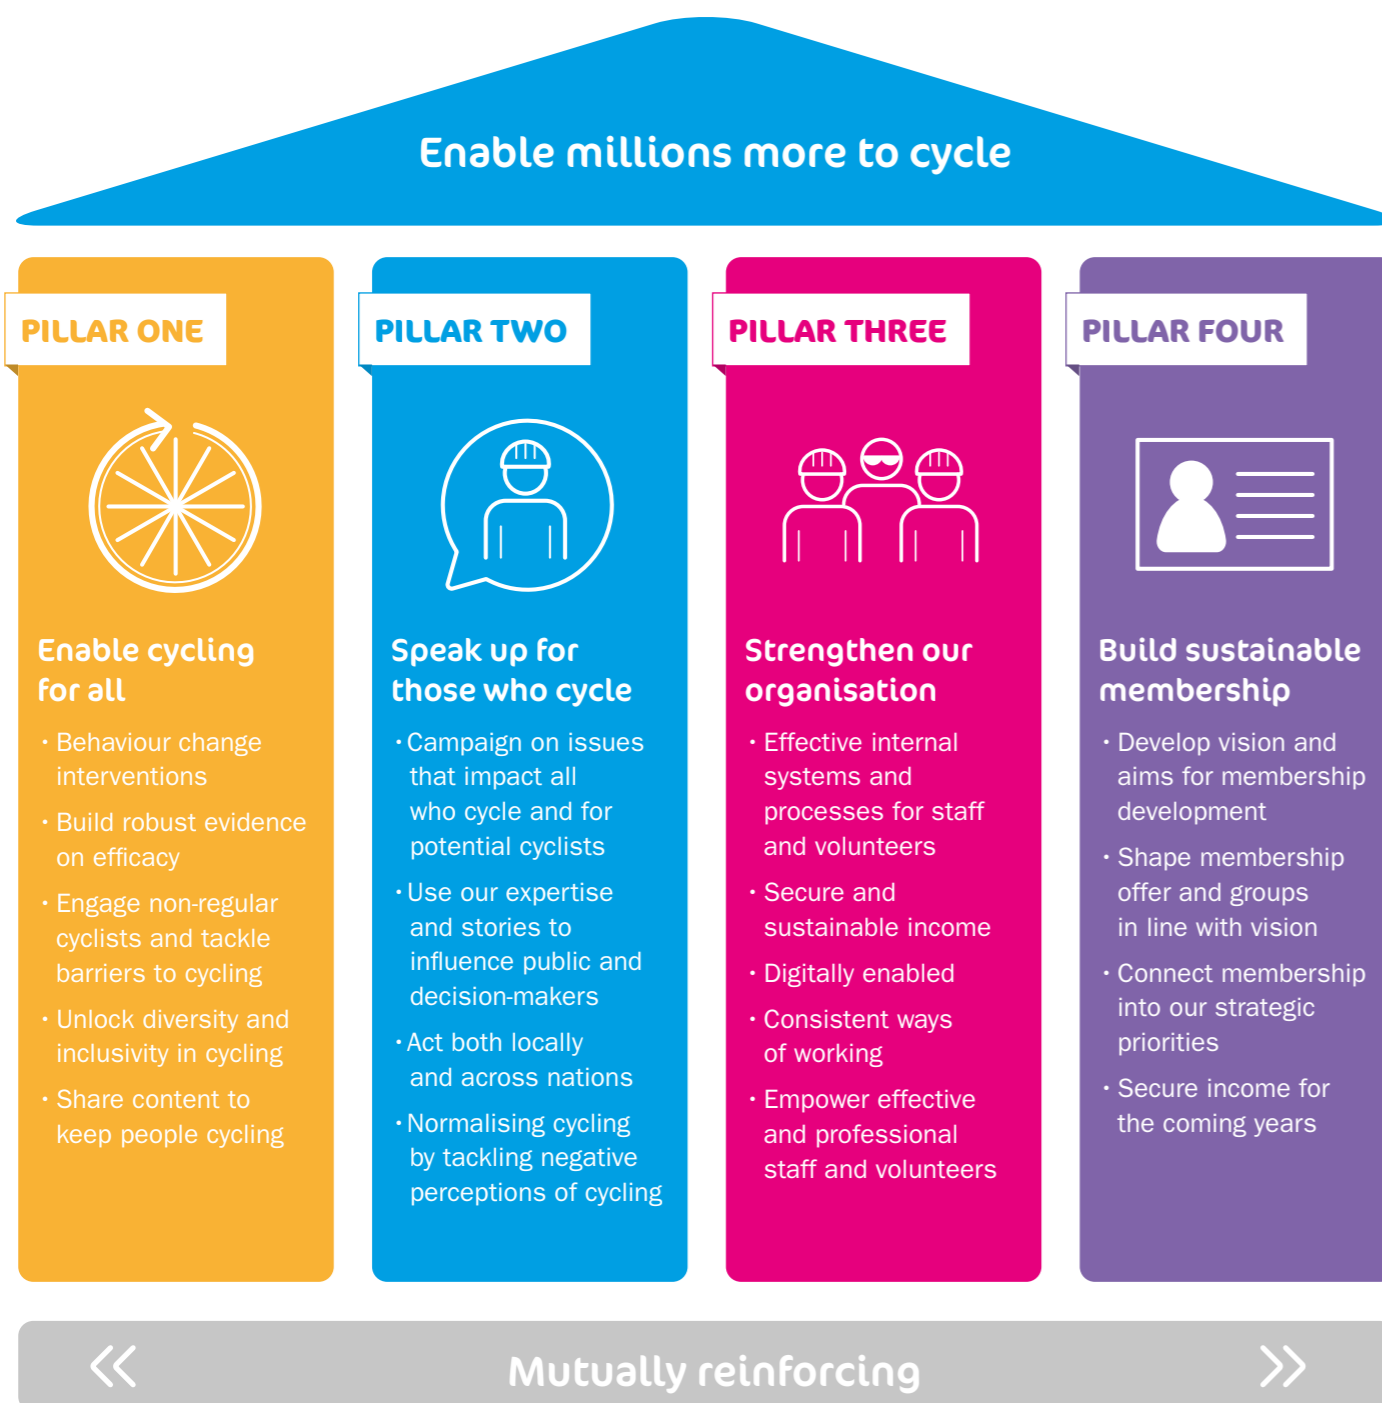 Enable millions more to cycle
PILLAR ONE
Enable cycling
for all
· Behaviour change
interventions
· Build robust evidence
on efficacy
· Engage non-regular
cyclists and tackle
barriers to cycling
· Unlock diversity and
inclusivity in cycling
· Share content to
keep people cycling
PILLAR TWO
Speak up for
those who cycle
· Campaign on issues
that impact all
who cycle and for
potential cyclists
· Use our expertise
and stories to
influence public and
decision-makers
· Act both locally
and across nations
· Normalising cycling
by tackling negative
perceptions of cycling
PILLAR THREE
Strengthen our
organisation
· Effective internal
systems and
processes for staff
and volunteers
· Secure and
sustainable income
· Digitally enabled
· Consistent ways
of working
· Empower effective
and professional
staff and volunteers
PILLAR FOUR
Build sustainable
membership
· Develop vision and
aims for membership
development
· Shape membership
offer and groups
in line with vision
· Connect membership
into our strategic
priorities
· Secure income for
the coming years
Mutually reinforcing